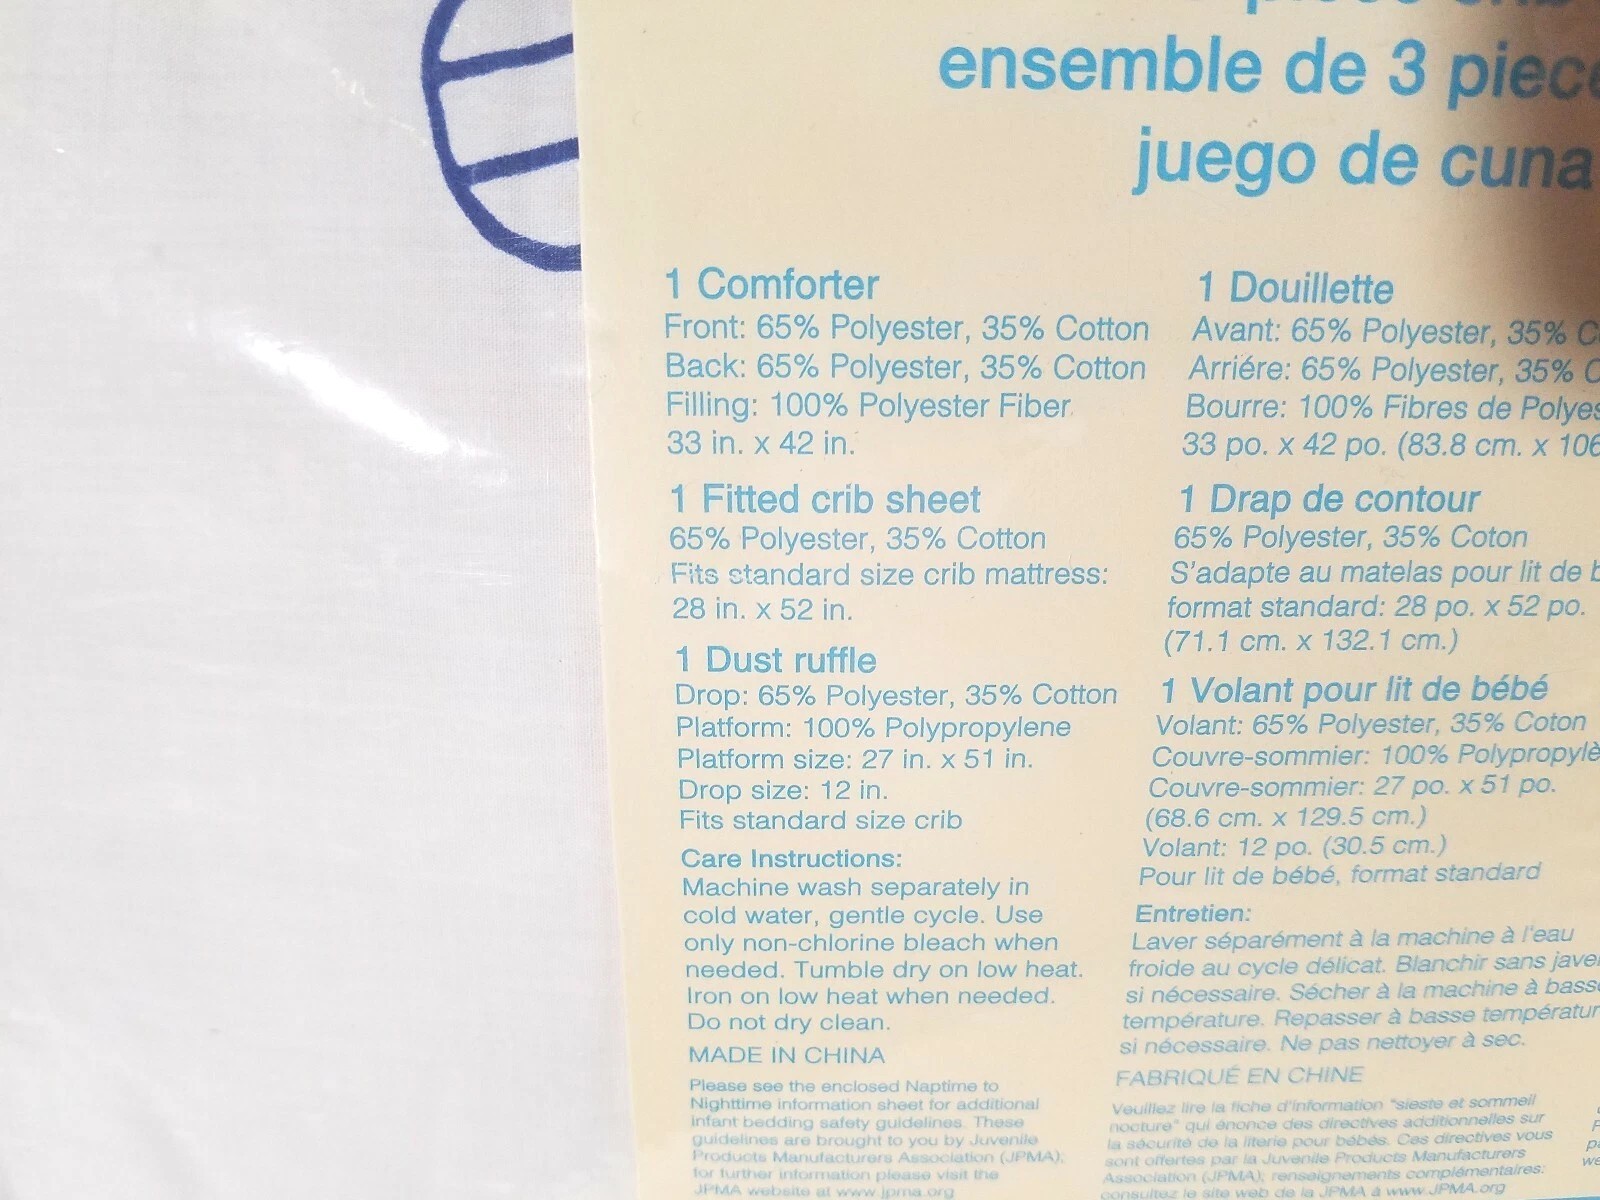 ensemble de 3
juego de cuna
1 Comforter
Front: 65% Polyester, 35% Cotton
Back: 65% Polyester, 35% Cotton
Filling: 100% Polyester Fiber
33 in. x 42 in.
1 Fitted crib sheet
65% Polyester, 35% Cotton
Fits standard size crib mattress:
28 in. x 52 in.
1 Dust ruffle
Drop: 65% Polyester, 35% Cotton
Platform: 100% Polypropylene
Platform size: 27 in. x 51 in.
Drop size: 12 in.
Fits standard size crib
Care Instructions:
Machine wash separately in
cold water, gentle cycle. Use
only non-chlorine bleach when
needed. Tumble dry on low heat.
Iron on low heat when needed.
Do not dry clean.
MADE IN CHINA
Please see the enclosed Naptime to
Nighttime information sheet for additional
infant bedding safety guidelines. These
guidelines are brought to you by Juvenile
Products Manufacturers Association (JPMA);
for further information please visit the
JPMA website at www.jpma.org
1 Douillette
Avant: 65% Polyester, 35%
Arriére: 65% Polyester, 35%
Bourre: 100% Fibres de
33 po. x 42 po. (83.8 cm. x
1 Drap de contour
65% Polyester, 35% Coton
S'adapte au matelas pour lit de
format standard: 28 po. x 52 po.
(71.1 cm. x 132.1 cm.)
1 Volant pour lit de bébé
Volant: 65% Polyester, 35% Coton
Couvre-sommier: 100%
Couvre-sommier: 27 po. x 51 po.
(68.6 cm. x 129.5 cm.)
Volant: 12 po. (30.5 cm.)
Pour lit de bébé, format standard
Entretien:
Laver séparément à la machine à l'eau
froide au cycle délicat. Blanchir sans
si nécessaire. Sécher à la machine à
température. Repasser à basse
si nécessaire. Ne pas nettoyer à sec.
FABRIQUÉ EN CHINE
Veuillez lire la fiche d'information "sieste et sommeil
nocture" qui énonce des directives additionnelles sur
la sécurité de la literie pour bébés. Ces directives vous
sont offertes par la Juvenile Products Manufacturers
Association (JPMA); renseignements complémentaires:
consultez le site web de la JPMA à www.JPMA.org